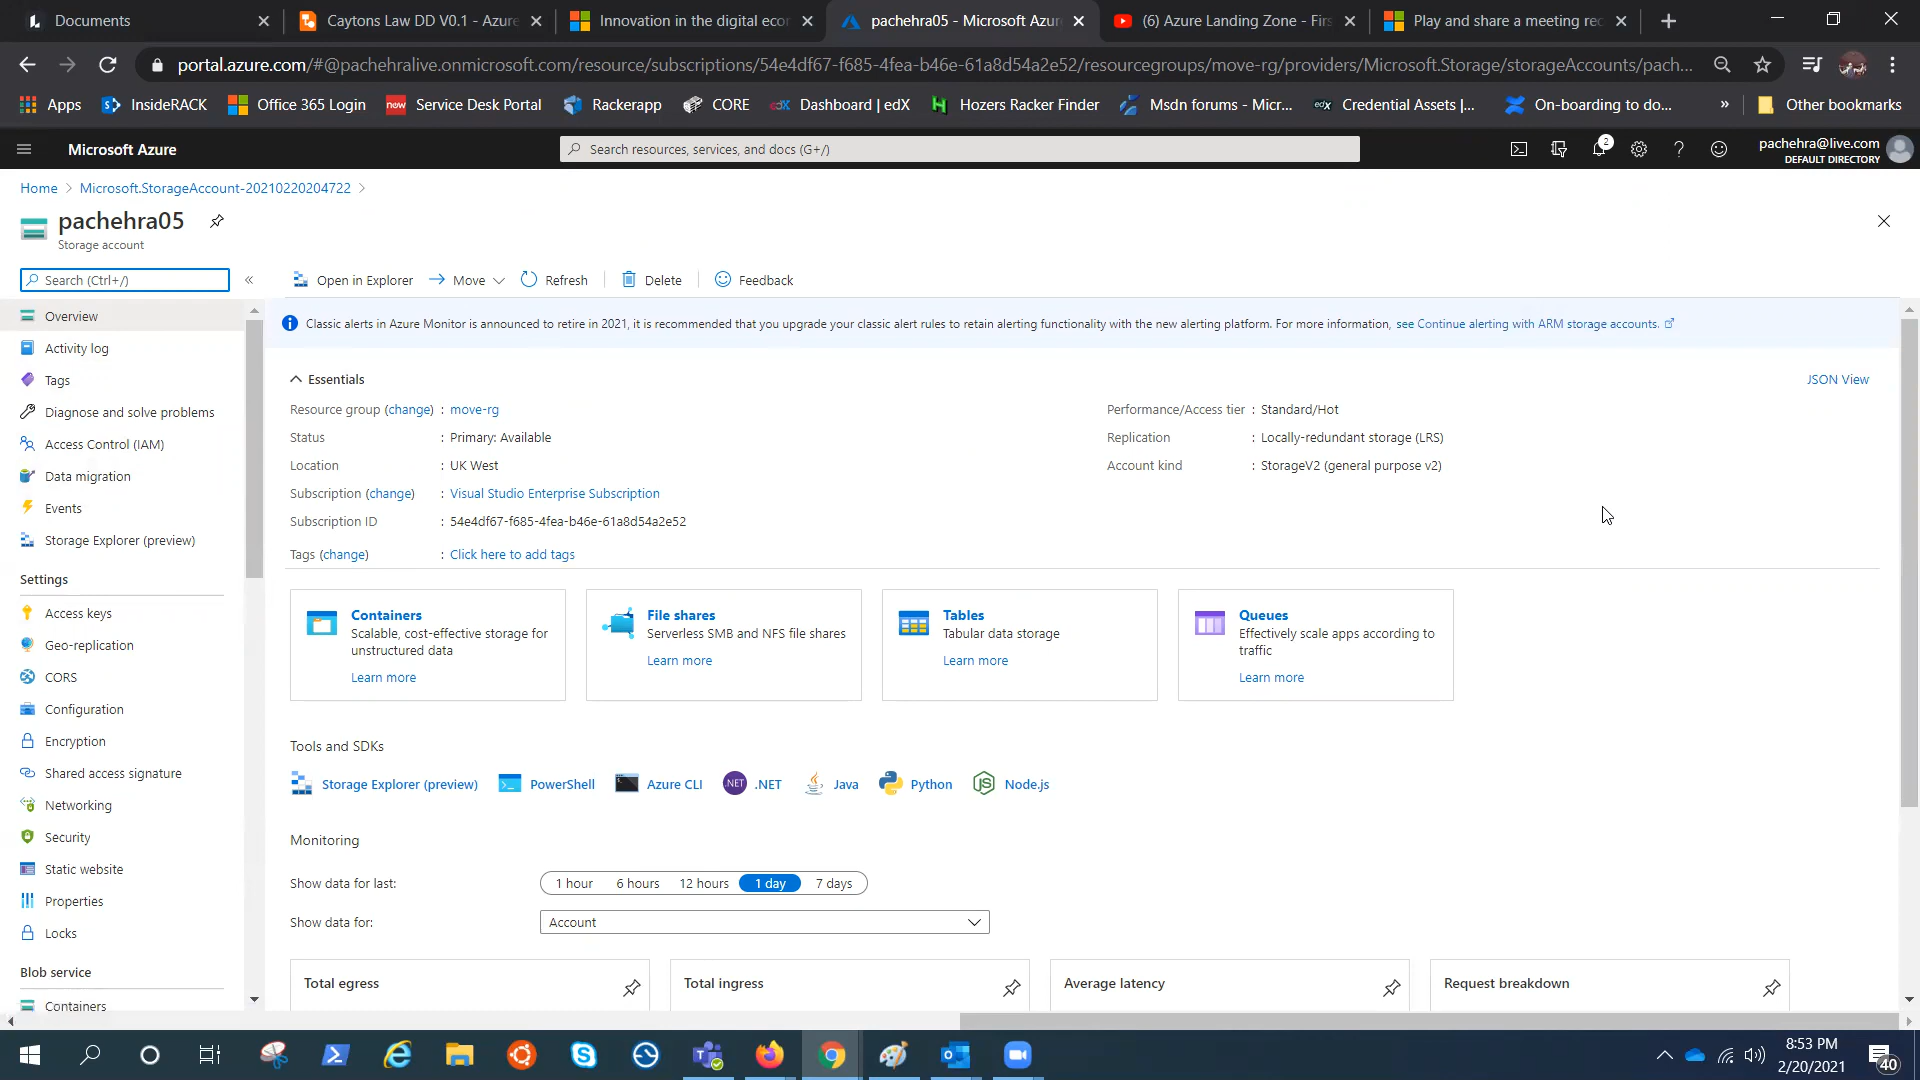 Documents
Caytons Law DD V0.1 - Azure
Innovation in the digital econ
pachehra05 - Microsoft Azur
(6) Azure Landing Zone - Firs
Play and share a meeting rec
portal.azure.com/#@pachehralive.onmicrosoft.com/resource/subscriptions/54e4df67-f685-4fea-b46e-61a8d54a2e52/resourcegroups/move-rg/providers/Microsoft.Storage/storageAccounts/pach...
Apps
InsideRACK
Office 365 Login
now
Service Desk Portal
Rackerapp
CORE
edX
Dashboard | edX
Hozers Racker Finder
Msdn forums - Micr...
edx
Credential Assets |...
On-boarding to do...
»
Other bookmarks
Microsoft Azure
Search resources, services, and docs (G+/)
2
pachehra@live.com
DEFAULT DIRECTORY
Home > Microsoft.StorageAccount-20210220204722 >
pachehra05
Storage account
Search (Ctrl+/)
«
Open in Explorer
Move
Refresh
Delete
Feedback
Overview
Activity log
Tags
Diagnose and solve problems
Access Control (IAM)
Data migration
Events
Storage Explorer (preview)
Settings
Access keys
Geo-replication
CORS
Configuration
Encryption
Shared access signature
Networking
Security
Static website
Properties
Locks
Blob service
Containers
Classic alerts in Azure Monitor is announced to retire in 2021, it is recommended that you upgrade your classic alert rules to retain alerting functionality with the new alerting platform. For more information, see Continue alerting with ARM storage accounts.
Essentials
JSON View
Resource group (change) : move-rg
Status : Primary: Available
Location : UK West
Subscription (change) : Visual Studio Enterprise Subscription
Subscription ID : 54e4df67-f685-4fea-b46e-61a8d54a2e52
Tags (change) : Click here to add tags
Performance/Access tier : Standard/Hot
Replication : Locally-redundant storage (LRS)
Account kind : StorageV2 (general purpose v2)
Containers
Scalable, cost-effective storage for
unstructured data
Learn more
File shares
Serverless SMB and NFS file shares
Learn more
Tables
Tabular data storage
Learn more
Queues
Effectively scale apps according to
traffic
Learn more
Tools and SDKs
Storage Explorer (preview)
PowerShell
Azure CLI
.NET
.NET
Java
Python
JS
Node.js
Monitoring
Show data for last:
1 hour
6 hours
12 hours
1 day
7 days
Show data for:
Account
Total egress
Total ingress
Average latency
Request breakdown
8:53 PM
2/20/2021
40